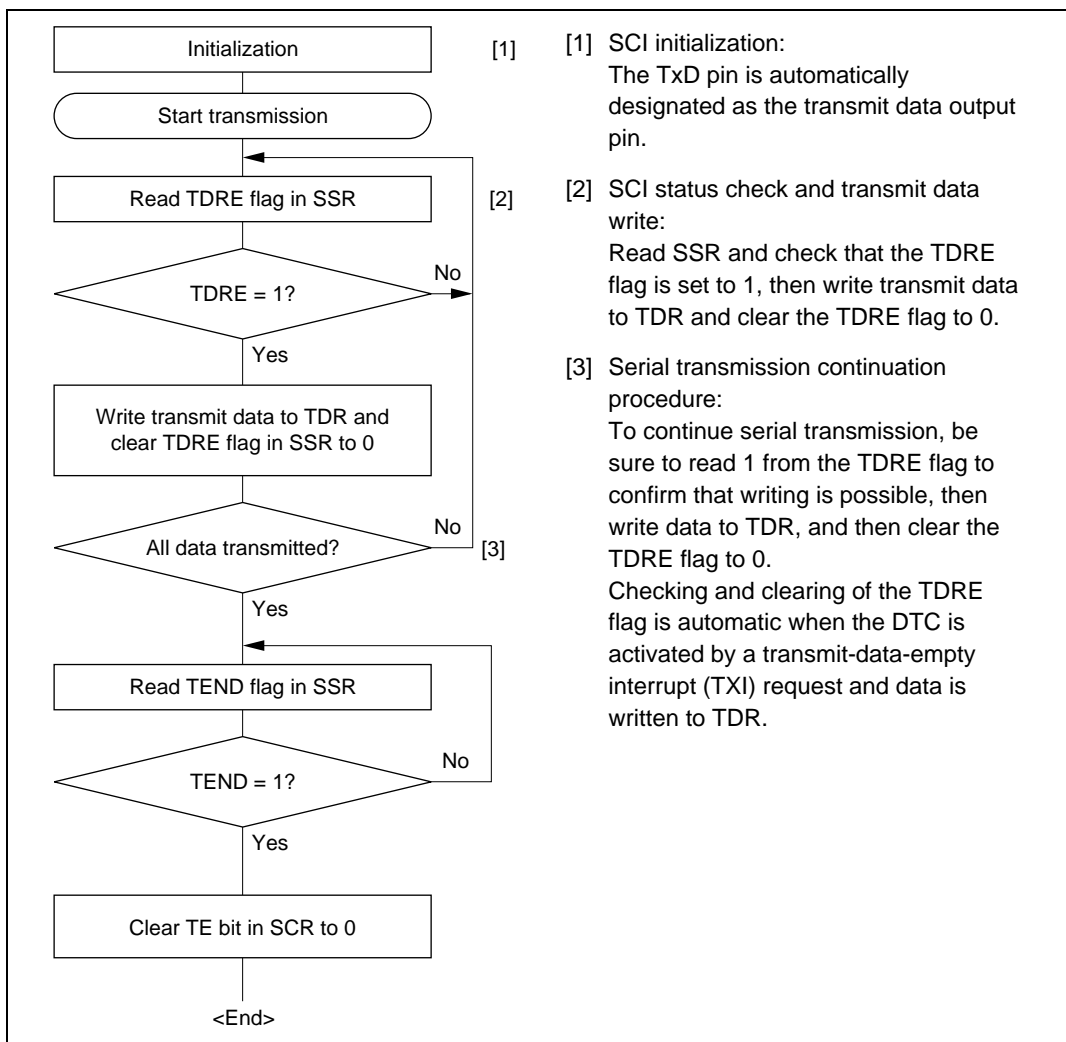 Initialization
[1]
Start transmission
Read TDRE flag in SSR
[2]
No
TDRE = 1?
Yes
Write transmit data to TDR and
clear TDRE flag in SSR to 0
No
All data transmitted?
[3]
Yes
Read TEND flag in SSR
No
TEND = 1?
Yes
Clear TE bit in SCR to 0
<End>
[1] SCI initialization:
The TxD pin is automatically
designated as the transmit data output
pin.
[2] SCI status check and transmit data
write:
Read SSR and check that the TDRE
flag is set to 1, then write transmit data
to TDR and clear the TDRE flag to 0.
[3] Serial transmission continuation
procedure:
To continue serial transmission, be
sure to read 1 from the TDRE flag to
confirm that writing is possible, then
write data to TDR, and then clear the
TDRE flag to 0.
Checking and clearing of the TDRE
flag is automatic when the DTC is
activated by a transmit-data-empty
interrupt (TXI) request and data is
written to TDR.